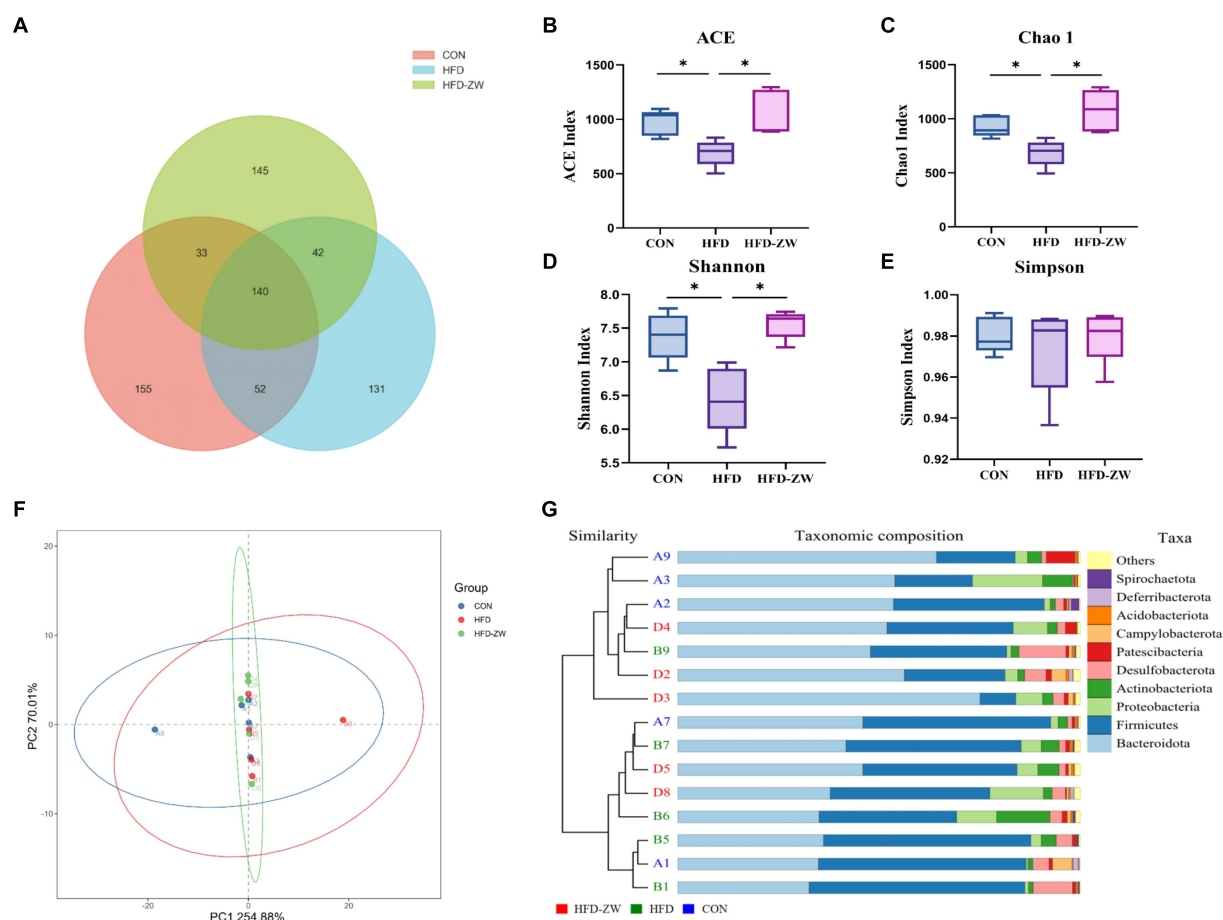 A
CON
HFD
HFD-ZW
145
33
42
140
155
52
131
B
ACE
* *
ACE Index
1500
1000
500
0
CON HFD HFD-ZW
C
Chao 1
* *
Chao1 Index
1500
1000
500
0
CON HFD HFD-ZW
D
Shannon
* *
Shannon Index
8.0
7.5
7.0
6.5
6.0
5.5
CON HFD HFD-ZW
E
Simpson
Simpson Index
1.00
0.98
0.96
0.94
0.92
CON HFD HFD-ZW
F
20
10
0
-10
-20 0 20
PC2 70.01%
PC1 254.88%
Group
CON
HFD
HFD-ZW
A9
A2
D2
G
Similarity Taxonomic composition Taxa
A9
A3
A2
D4
B9
D2
D3
A7
B7
D5
D8
B6
B5
A1
B1
Others
Spirochaetota
Deferribacterota
Acidobacteriota
Campylobacterota
Patescibacteria
Desulfobacterota
Actinobacteriota
Proteobacteria
Firmicutes
Bacteroidota
HFD-ZW HFD CON